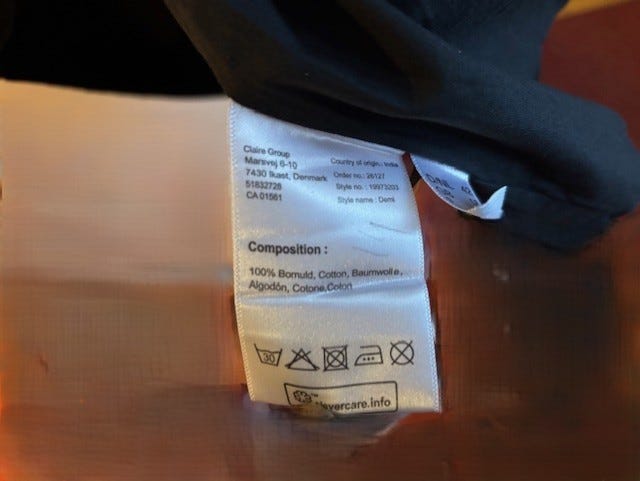 Claire Group
Marsvej 6-10
7430 Ikast, Denmark
51832728
CA 01561
Country of origin: India
Order no.: 26127
Style no.: 19973203
Style name: Demi
Composition :
100% Bomuld, Cotton, Baumwolle,
Algodón, Cotone,Coton
30
clevercare.info
42